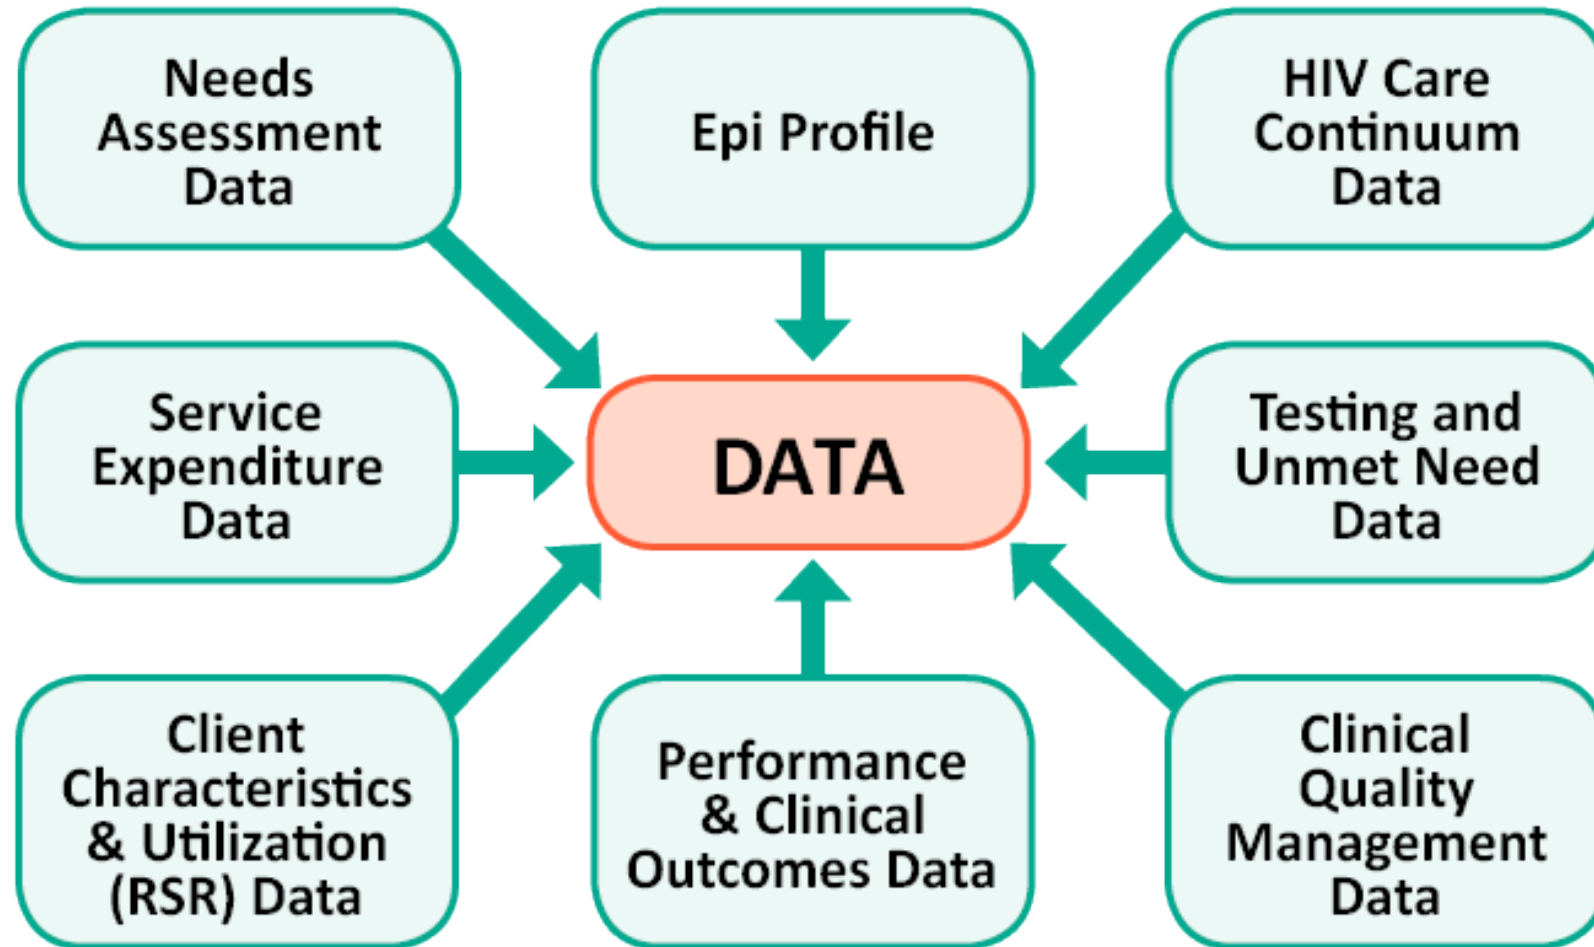 Needs
Assessment
Data
Epi Profile
HIV Care
Continuum
Data
Service
Expenditure
Data
DATA
Testing and
Unmet Need
Data
Client
Characteristics
& Utilization
(RSR) Data
Performance
& Clinical
Outcomes Data
Clinical
Quality
Management
Data